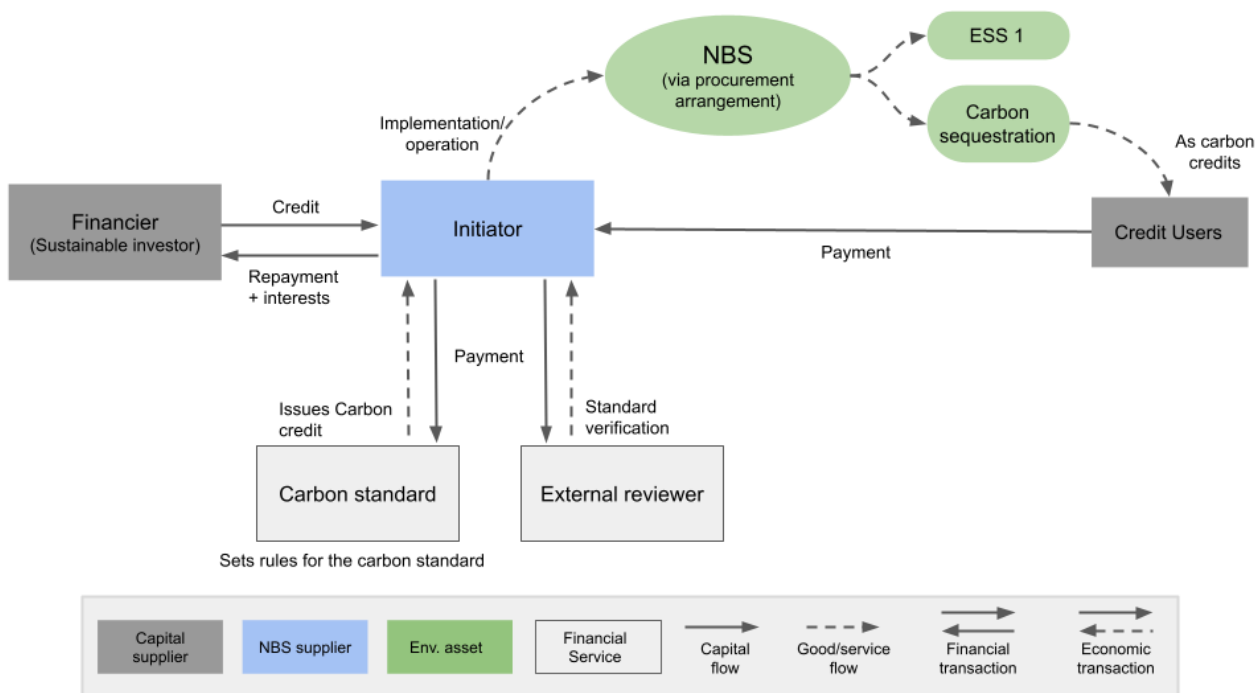 NBS
(via procurement
arrangement)
ESS 1
Carbon
sequestration
As carbon
credits
Implementation/
operation
Financier
(Sustainable investor)
Credit
Repayment
+ interests
Initiator
Payment
Credit Users
Payment
Issues Carbon
credit
Standard
verification
Carbon standard
External reviewer
Sets rules for the carbon standard
Capital
supplier
NBS supplier
Env. asset
Financial
Service
Capital
flow
Good/service
flow
Financial
transaction
Economic
transaction